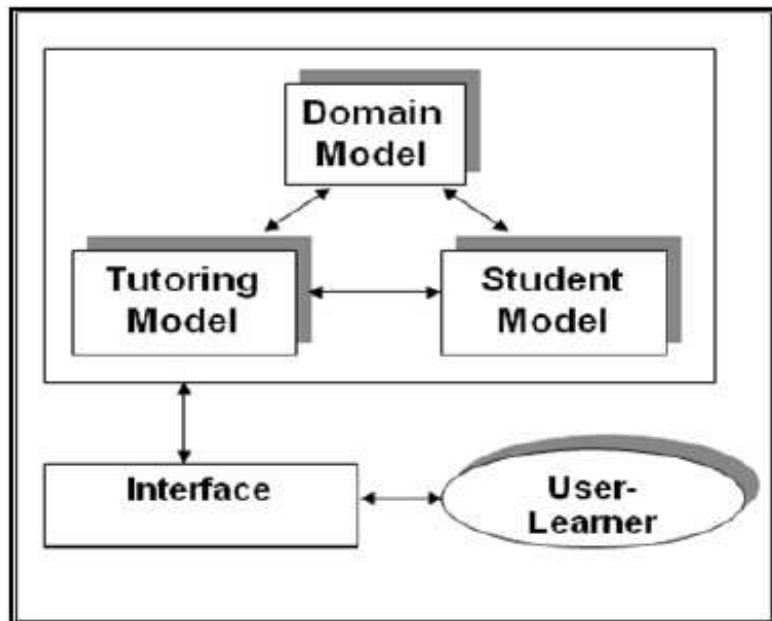 Domain
Model
Tutoring
Model
Student
Model
Interface
User-
Learner